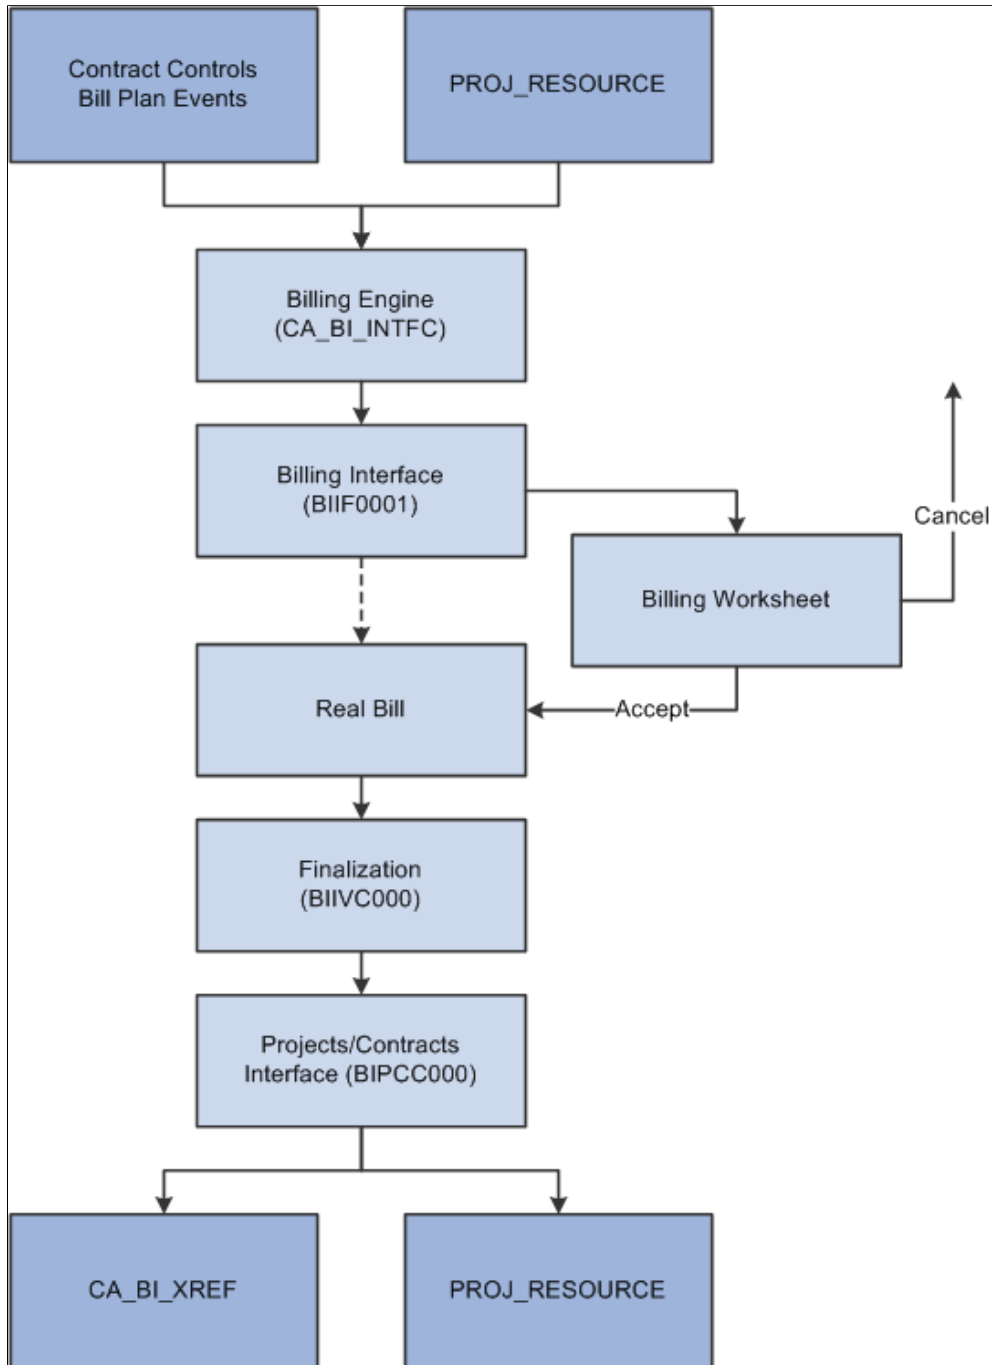 Contract Controls
Bill Plan Events
PROJ_RESOURCE
Billing Engine
(CA_BI_INTFC)
Billing Interface
(BIIF0001)
Cancel
Billing Worksheet
Real Bill
Accept
Finalization
(BIIVC000)
Projects/Contracts
Interface (BIPCC000)
CA_BI_XREF
PROJ_RESOURCE